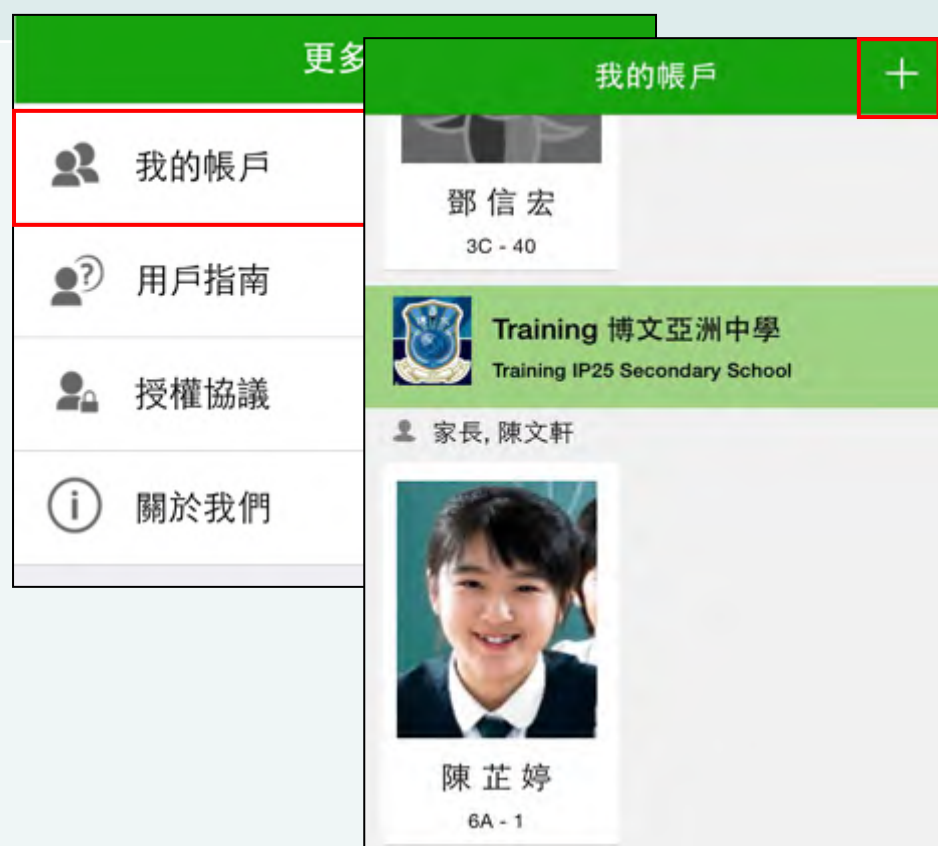 更多
我的帳戶
用戶指南
授權協議
關於我們
我的帳戶
鄧信宏
3C - 40
Training 博文亞洲中學
Training IP25 Secondary School
家長, 陳文軒
陳芷婷
6A - 1